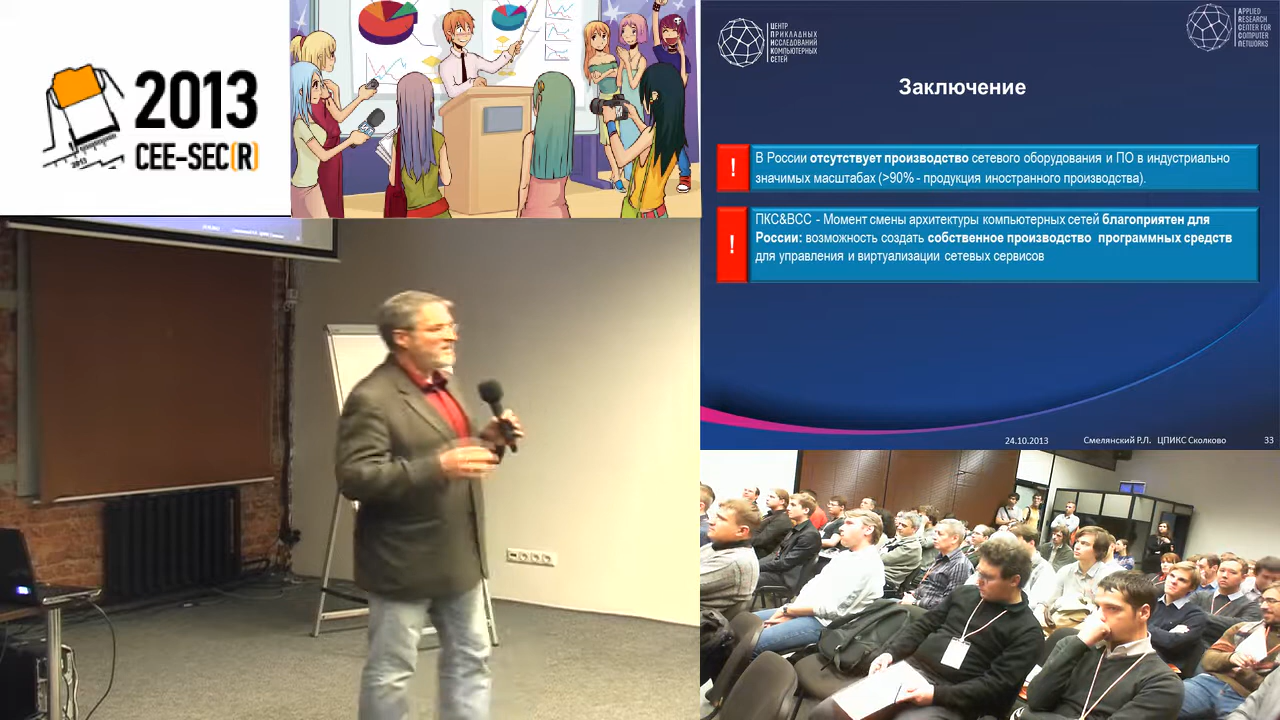 2013
CEE-SEC(R)
ЦЕНТР
ПРИКЛАДНЫХ
ИССЛЕДОВАНИЙ
КОМПЬЮТЕРНЫХ
СЕТЕЙ
APPLIED
RESEARCH
CENTER FOR
COMPUTER
NETWORKS
Заключение
!
В России отсутствует производство сетевого оборудования и ПО в индустриально
значимых масштабах (>90% - продукция иностранного производства).
!
ПКС&ВСС - Момент смены архитектуры компьютерных сетей благоприятен для
России: возможность создать собственное производство программных средств
для управления и виртуализации сетевых сервисов
24.10.2013 Смелянский Р.Л. ЦПИКС Сколково 33